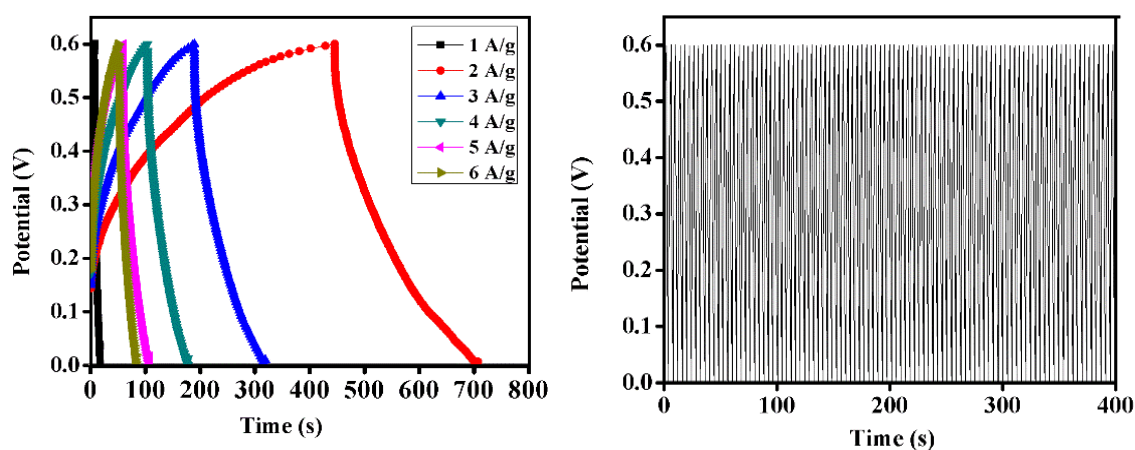 0.6
0.5
0.4
0.3
0.2
0.1
0.0
Potential (V)
1 A/g
2 A/g
3 A/g
4 A/g
5 A/g
6 A/g
0 100 200 300 400 500 600 700 800
Time (s)
0.6
0.5
0.4
0.3
0.2
0.1
0.0
Potential (V)
0 100 200 300 400
Time (s)